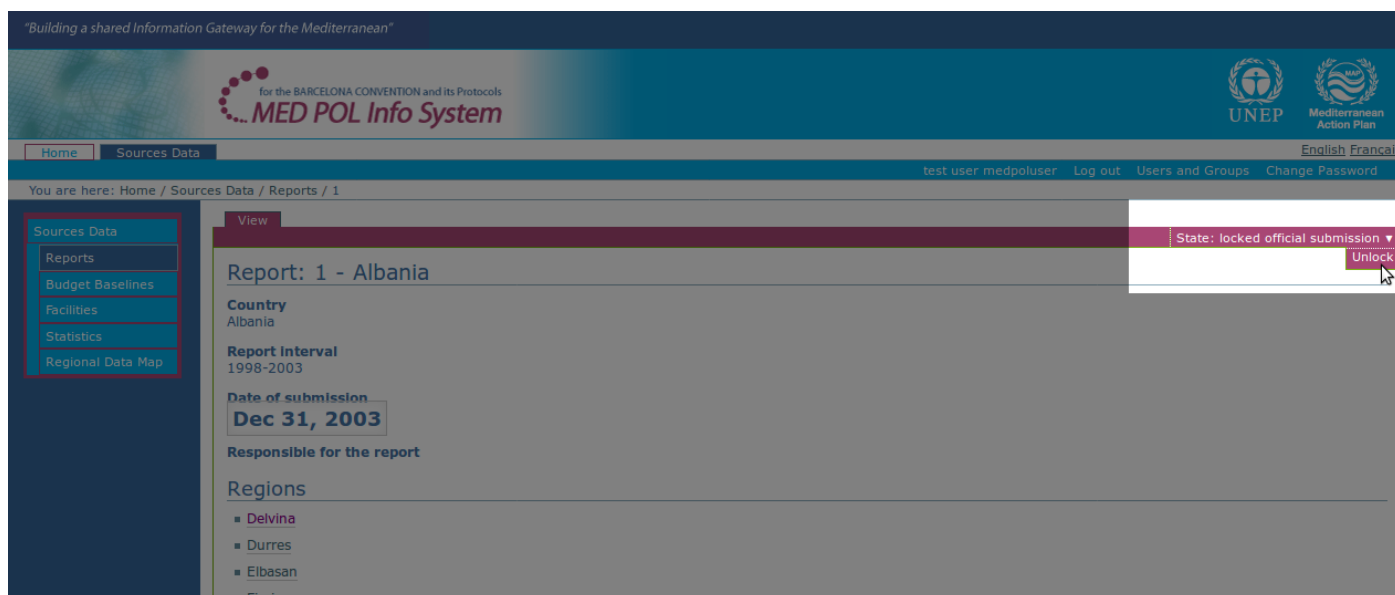 "Building a shared Information Gateway for the Mediterranean"
for the BARCELONA CONVENTION and its Protocols
MED POL Info System
UNEP
MAP
Mediterranean
Action Plan
Home Sources Data
English Françai
test user medpoluser Log out Users and Groups Change Password
You are here: Home / Sources Data / Reports / 1
Sources Data
Reports
Budget Baselines
Facilities
Statistics
Regional Data Map
View
State: locked official submission ▼
Unlock
Report: 1 - Albania
Country
Albania
Report interval
1998-2003
Date of submission
Dec 31, 2003
Responsible for the report
Regions
Delvina
Durres
Elbasan